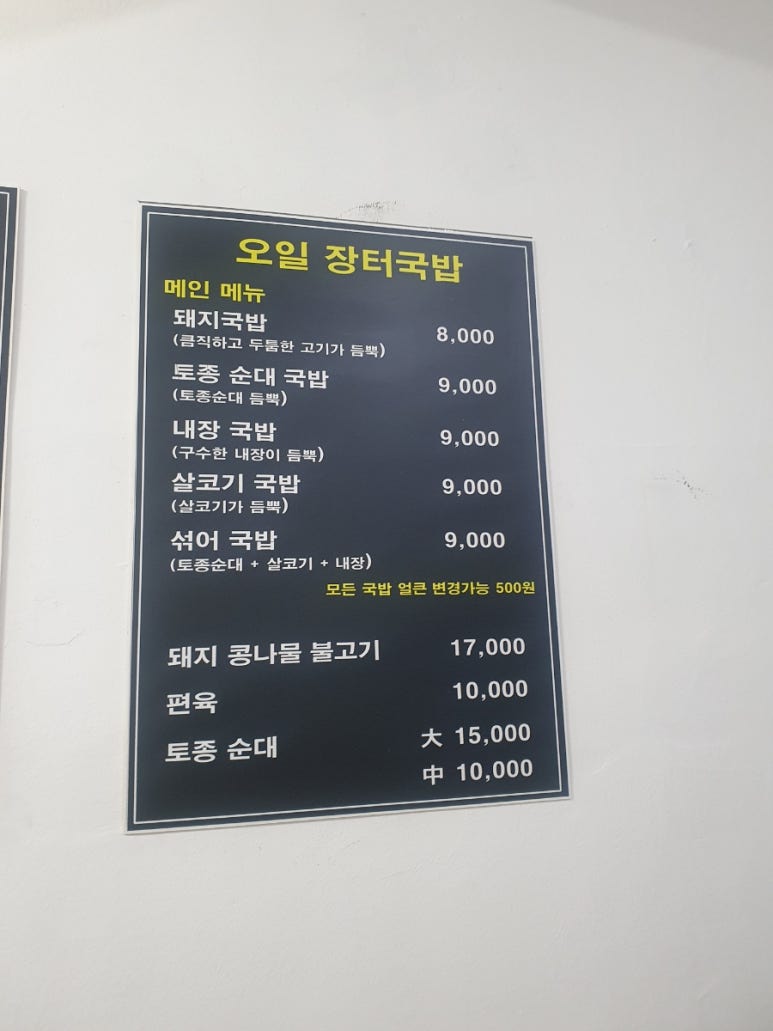 오일 장터국밥
메인 메뉴
돼지국밥 8,000
(큼직하고 두툼한 고기가 듬뿍)
토종 순대 국밥 9,000
(토종순대 듬뿍)
내장 국밥 9,000
(구수한 내장이 듬뿍)
살코기 국밥 9,000
(살코기가 듬뿍)
섞어 국밥 9,000
(토종순대 + 살코기 + 내장)
모든 국밥 얼큰 변경가능 500원
돼지 콩나물 불고기 17,000
편육 10,000
토종 순대 大 15,000
中 10,000